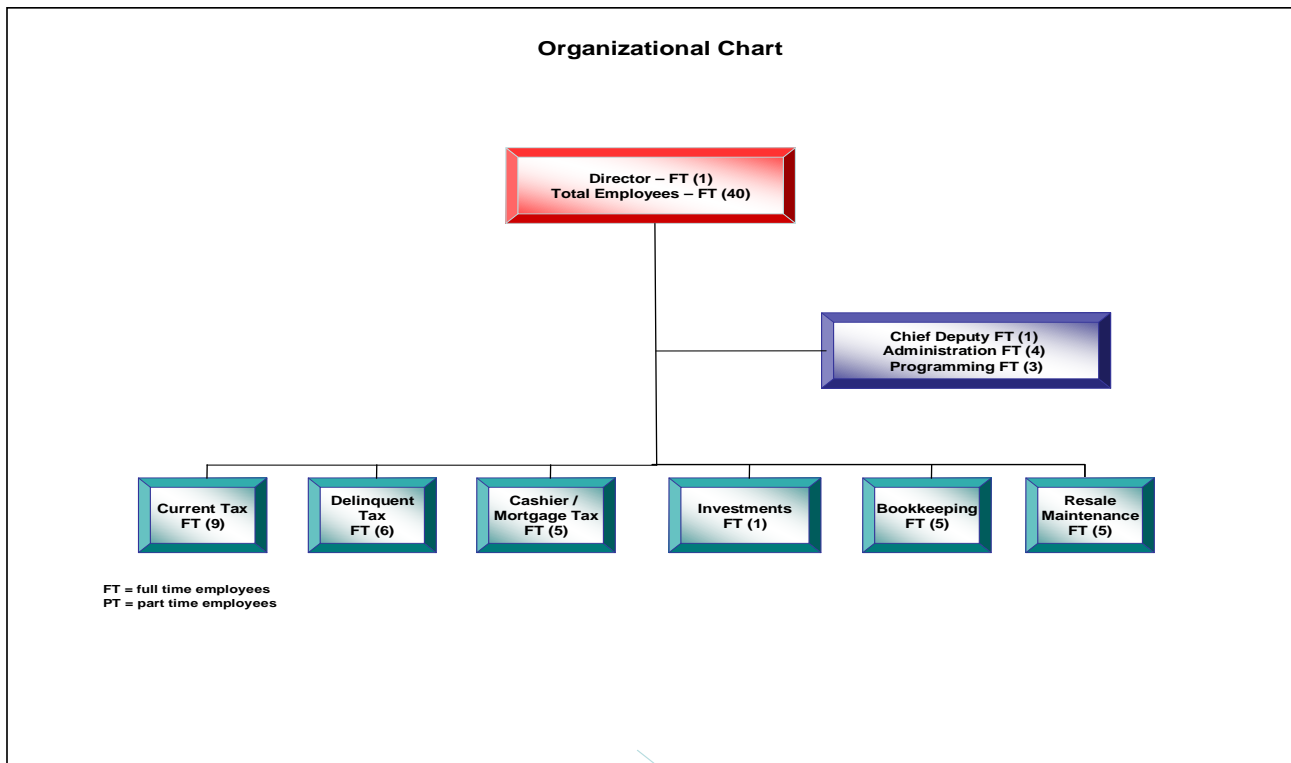 Organizational Chart
Director – FT (1)
Total Employees – FT (40)
Chief Deputy FT (1)
Administration FT (4)
Programming FT (3)
Current Tax
FT (9)
Delinquent
Tax
FT (6)
Cashier /
Mortgage Tax
FT (5)
Investments
FT (1)
Bookkeeping
FT (5)
Resale
Maintenance
FT (5)
FT = full time employees
PT = part time employees